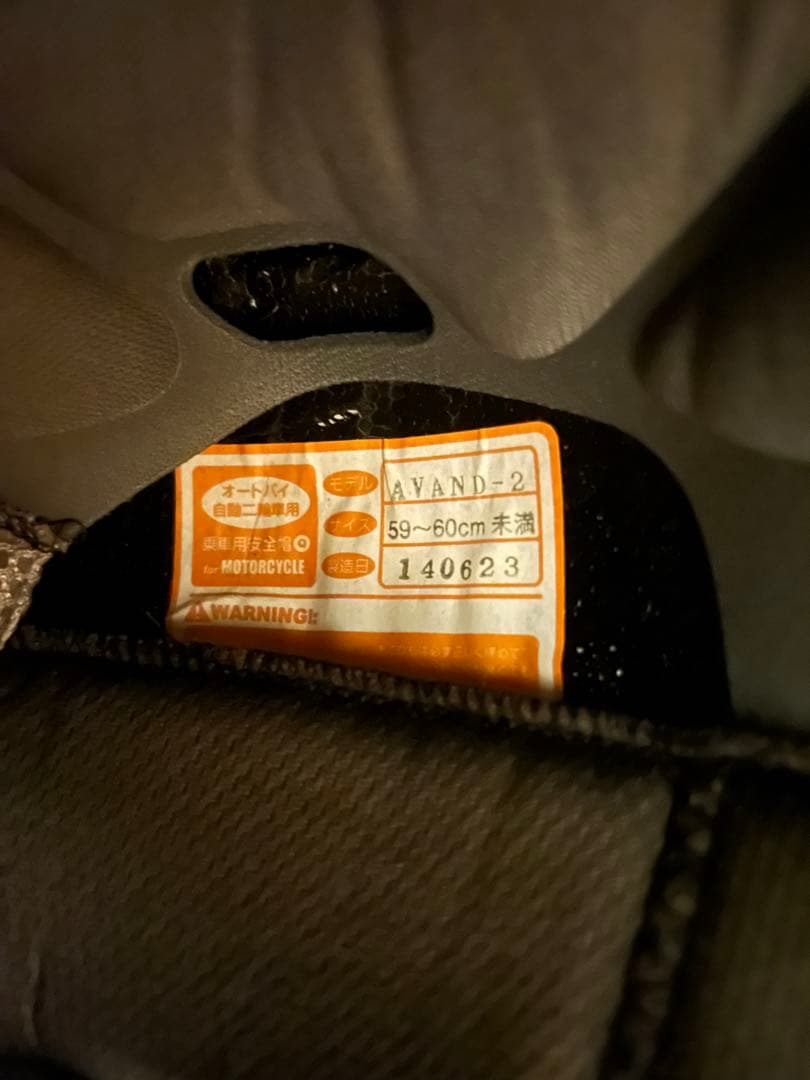 オートバイ
自動二輪車用
乗車用安全帽
for MOTORCYCLE
モデル AVAND-2
サイズ 59〜60cm 未満
製造日 140623
WARNING!: